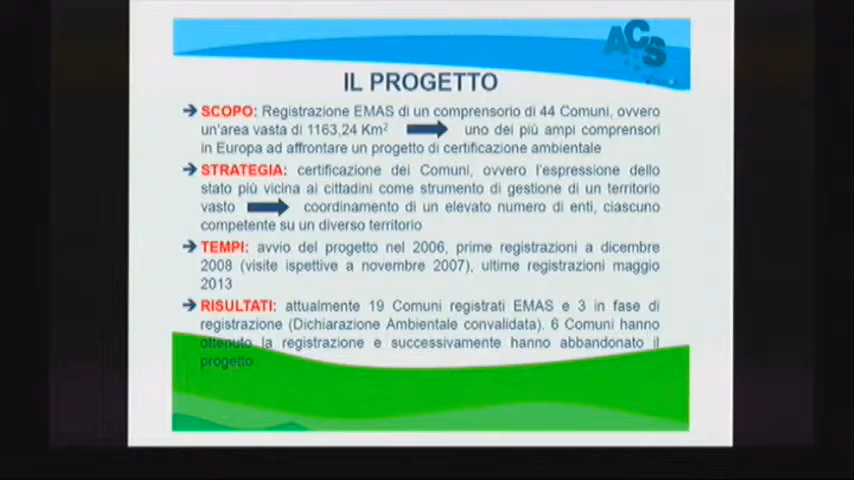 ACS
IL PROGETTO
➔ SCOPO: Registrazione EMAS di un comprensorio di 44 Comuni, ovvero
un'area vasta di 1163,24 Km² ➡ uno dei più ampi comprensori
in Europa ad affrontare un progetto di certificazione ambientale
➔ STRATEGIA: certificazione dei Comuni, ovvero l'espressione dello
stato più vicina ai cittadini come strumento di gestione di un territorio
vasto ➡ coordinamento di un elevato numero di enti, ciascuno
competente su un diverso territorio
➔ TEMPI: avvio del progetto nel 2006, prime registrazioni a dicembre
2008 (visite ispettive a novembre 2007), ultime registrazioni maggio
2013
➔ RISULTATI: attualmente 19 Comuni registrati EMAS e 3 in fase di
registrazione (Dichiarazione Ambientale convalidata). 6 Comuni hanno
ottenuto la registrazione e successivamente hanno abbandonato il
progetto